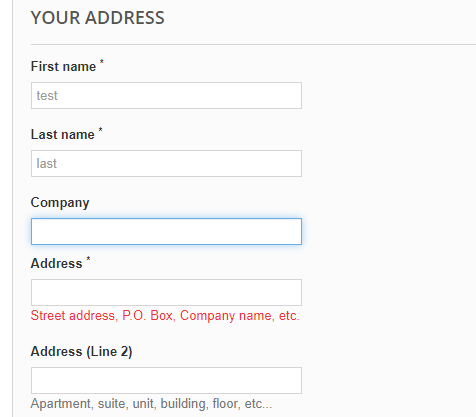 YOUR ADDRESS
First name *
test
Last name *
last
Company
Address *
Street address, P.O. Box, Company name, etc.
Address (Line 2)
Apartment, suite, unit, building, floor, etc...